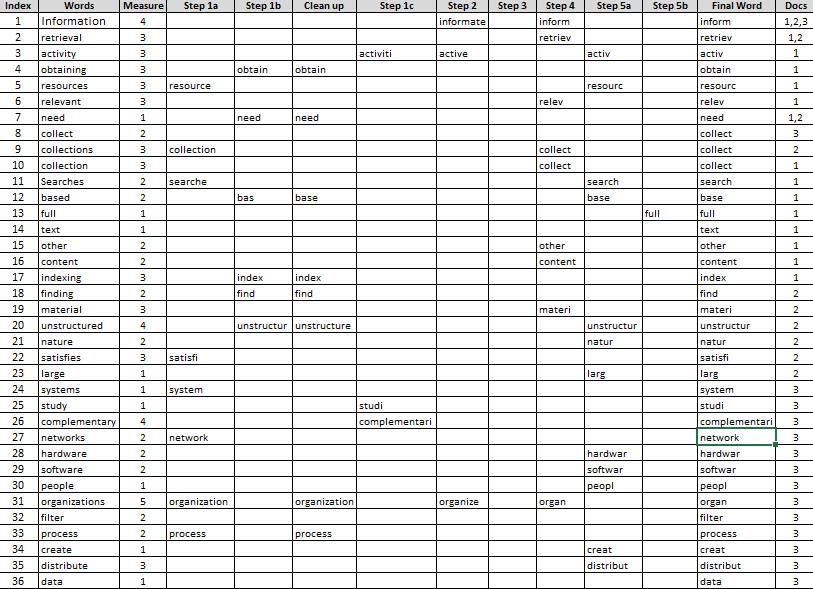 Index Words Measure Step 1a Step 1b Clean up Step 1c Step 2 Step 3 Step 4 Step 5a Step 5b Final Word Docs
1 Information 4 informate inform inform 1,2,3
2 retrieval 3 retriev retriev 1,2
3 activity 3 activiti active activ activ 1
4 obtaining 3 obtain obtain obtain 1
5 resources 3 resource resourc resourc 1
6 relevant 3 relev relev 1
7 need 1 need need need 1,2
8 collect 2 collect 3
9 collections 3 collection collect collect 2
10 collection 3 collect collect 1
11 Searches 2 searche search search 1
12 based 2 bas base base base 1
13 full 1 full full 1
14 text 1 text 1
15 other 2 other other 1
16 content 2 content content 1
17 indexing 3 index index index 1
18 finding 2 find find find 2
19 material 3 materi materi 2
20 unstructured 4 unstructur unstructure unstructur unstructur 2
21 nature 2 natur natur 2
22 satisfies 3 satisfi satisfi 2
23 large 1 larg larg 2
24 systems 1 system system 3
25 study 1 studi studi 3
26 complementary 4 complementari complementari 3
27 networks 2 network network 3
28 hardware 2 hardwar hardwar 3
29 software 2 softwar softwar 3
30 people 1 peopl peopl 3
31 organizations 5 organization organization organize organ organ 3
32 filter 2 filter 3
33 process 2 process process process 3
34 create 1 creat creat 3
35 distribute 3 distribut distribut 3
36 data 1 data 3